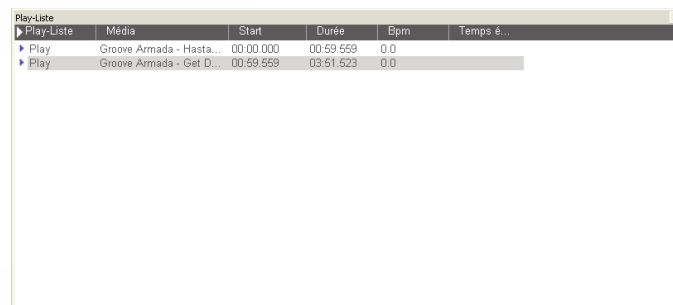 Play-Liste
Play-Liste Média Start Durée Bpm Temps é...
Play Groove Armada - Hasta... 00:00.000 00:59.559 0.0
Play Groove Armada - Get D... 00:59.559 03:51.523 0.0